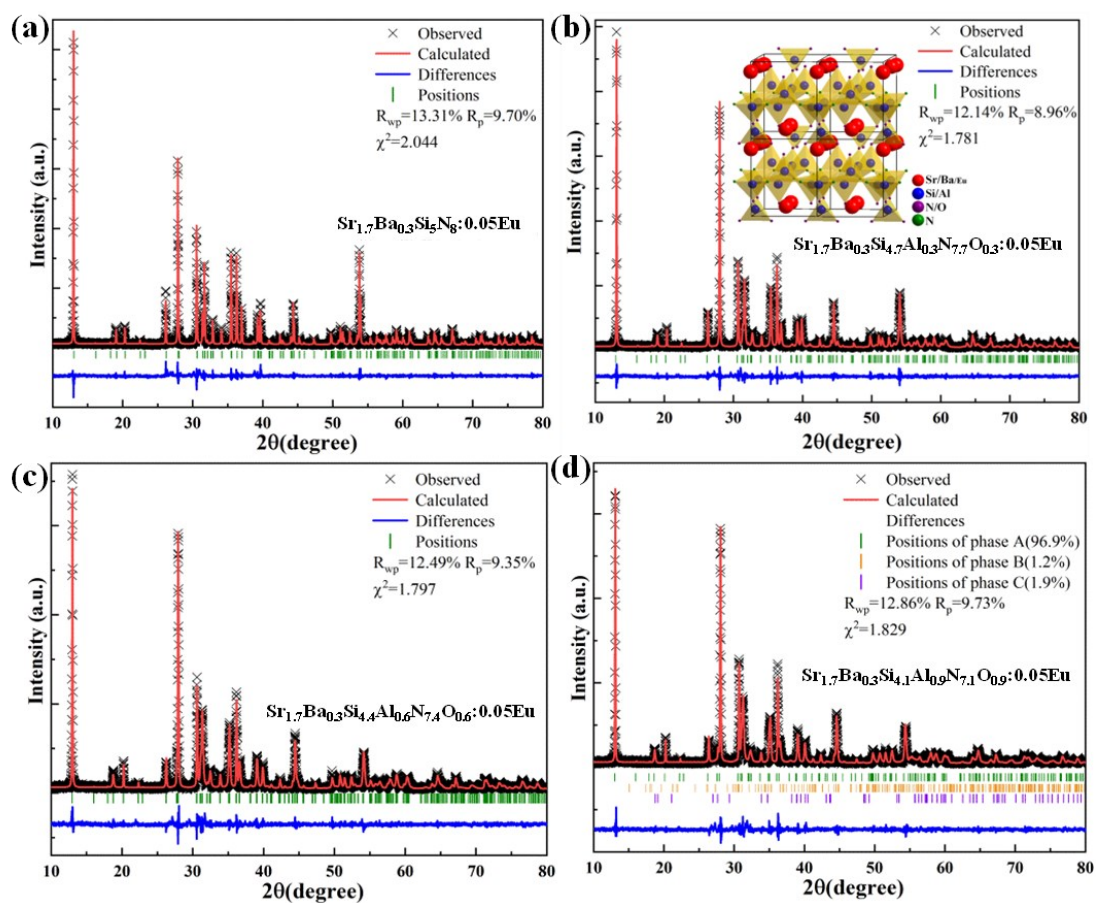 (a)
Observed
Calculated
Differences
Positions
Rwp=13.31% Rp=9.70%
χ²=2.044
Sr1.7Ba0.3Si5N8:0.05Eu
Intensity (a.u.)
10 20 30 40 50 60 70 80
2θ(degree)
(b)
Observed
Calculated
Differences
Positions
Rwp=12.14% Rp=8.96%
χ²=1.781
Sr/Ba/Eu
Si/Al
N/O
N
Sr1.7Ba0.3Si4.7Al0.3N7.7O0.3:0.05Eu
Intensity (a.u.)
10 20 30 40 50 60 70 80
2θ(degree)
(c)
Observed
Calculated
Differences
Positions
Rwp=12.49% Rp=9.35%
χ²=1.797
Sr1.7Ba0.3Si4.4Al0.6N7.4O0.6:0.05Eu
Intensity (a.u.)
10 20 30 40 50 60 70 80
2θ(degree)
(d)
Observed
Calculated
Differences
Positions of phase A(96.9%)
Positions of phase B(1.2%)
Positions of phase C(1.9%)
Rwp=12.86% Rp=9.73%
χ²=1.829
Sr1.7Ba0.3Si4.1Al0.9N7.1O0.9:0.05Eu
Intensity (a.u.)
10 20 30 40 50 60 70 80
2θ(degree)